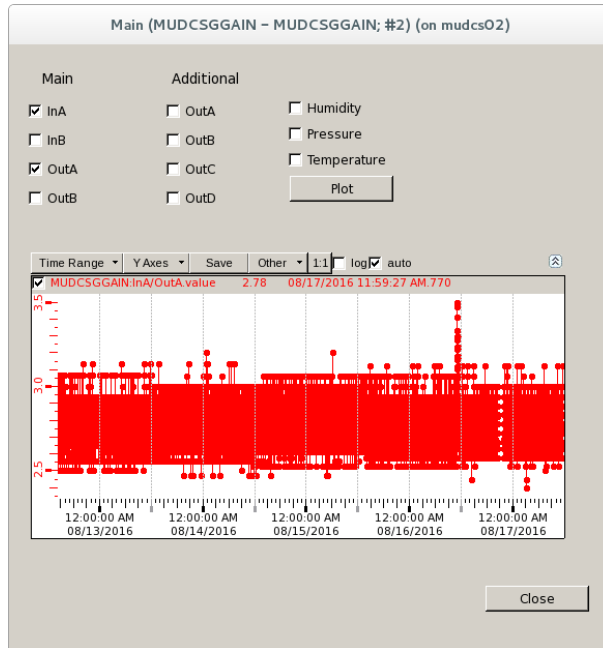 Main (MUDCSGGAIN - MUDCSGGAIN; #2) (on mudcs02)
Main Additional
InA OutA Humidity
InB OutB Pressure
OutA OutC Temperature
OutB OutD Plot
Time Range Y Axes Save Other 1:1 log auto
MUDCSGGAIN:InA/OutA.value 2.78 08/17/2016 11:59:27 AM.770
3.5
3.0
2.5
12:00:00 AM 12:00:00 AM 12:00:00 AM 12:00:00 AM 12:00:00 AM
08/13/2016 08/14/2016 08/15/2016 08/16/2016 08/17/2016
Close